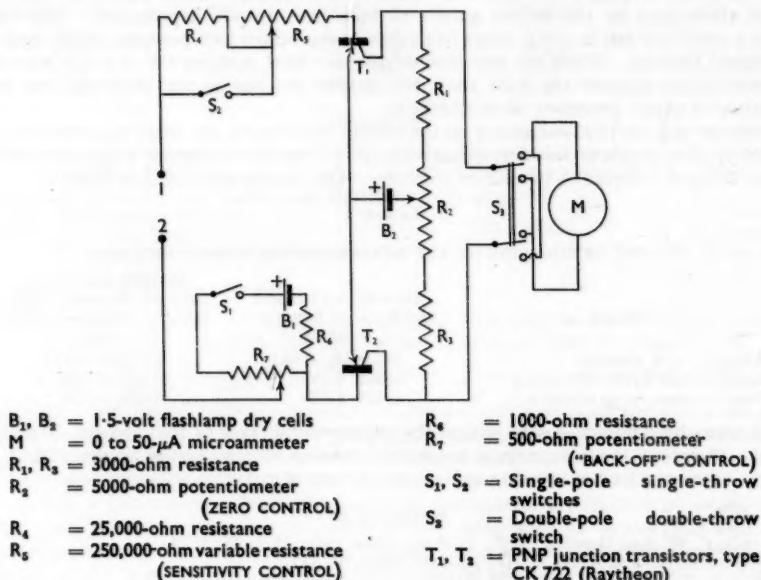 R₄
R₅
T₁
S₂
R₁
1
2
B₂
R₂
S₃
M
S₁
B₁
R₆
R₇
T₂
R₃
B₁, B₂ = 1·5-volt flashlamp dry cells
M = 0 to 50-μA microammeter
R₁, R₃ = 3000-ohm resistance
R₂ = 5000-ohm potentiometer
(ZERO CONTROL)
R₄ = 25,000-ohm resistance
R₅ = 250,000-ohm variable resistance
(SENSITIVITY CONTROL)
R₆ = 1000-ohm resistance
R₇ = 500-ohm potentiometer
("BACK-OFF" CONTROL)
S₁, S₂ = Single-pole single-throw
switches
S₃ = Double-pole double-throw
switch
T₁, T₂ = PNP junction transistors, type
CK 722 (Raytheon)